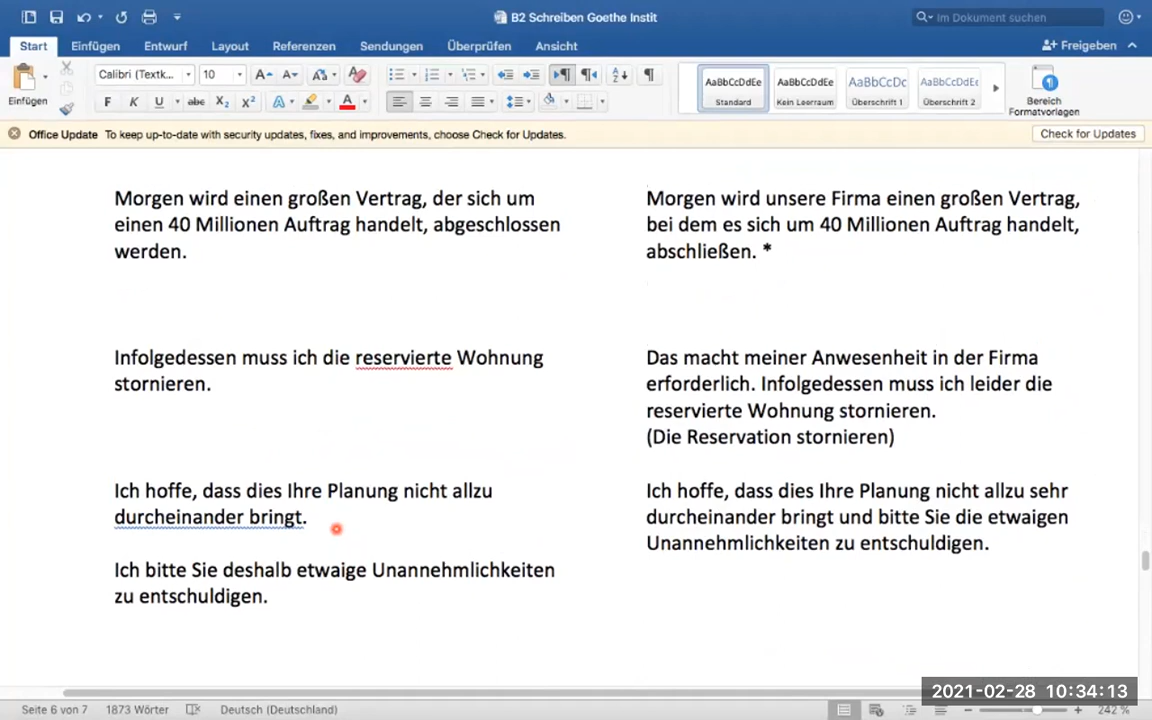 B2 Schreiben Goethe Instit
Im Dokument suchen
Start Einfügen Entwurf Layout Referenzen Sendungen Überprüfen Ansicht
Freigeben
Calibri (Textk... 10
AaBbCcDdEe AaBbCcDdEe AaBbCcDc AaBbCcDdEe
Einfügen
Standard Kein Leerraum Überschrift 1 Überschrift 2
Bereich
Formatvorlagen
Office Update To keep up-to-date with security updates, fixes, and improvements, choose Check for Updates.
Check for Updates
Morgen wird einen großen Vertrag, der sich um
einen 40 Millionen Auftrag handelt, abgeschlossen
werden.
Infolgedessen muss ich die reservierte Wohnung
stornieren.
Ich hoffe, dass dies Ihre Planung nicht allzu
durcheinander bringt.
Ich bitte Sie deshalb etwaige Unannehmlichkeiten
zu entschuldigen.
Morgen wird unsere Firma einen großen Vertrag,
bei dem es sich um 40 Millionen Auftrag handelt,
abschließen. *
Das macht meiner Anwesenheit in der Firma
erforderlich. Infolgedessen muss ich leider die
reservierte Wohnung stornieren.
(Die Reservation stornieren)
Ich hoffe, dass dies Ihre Planung nicht allzu sehr
durcheinander bringt und bitte Sie die etwaigen
Unannehmlichkeiten zu entschuldigen.
2021-02-28 10:34:13
Seite 6 von 7 1873 Wörter Deutsch (Deutschland)
242 %